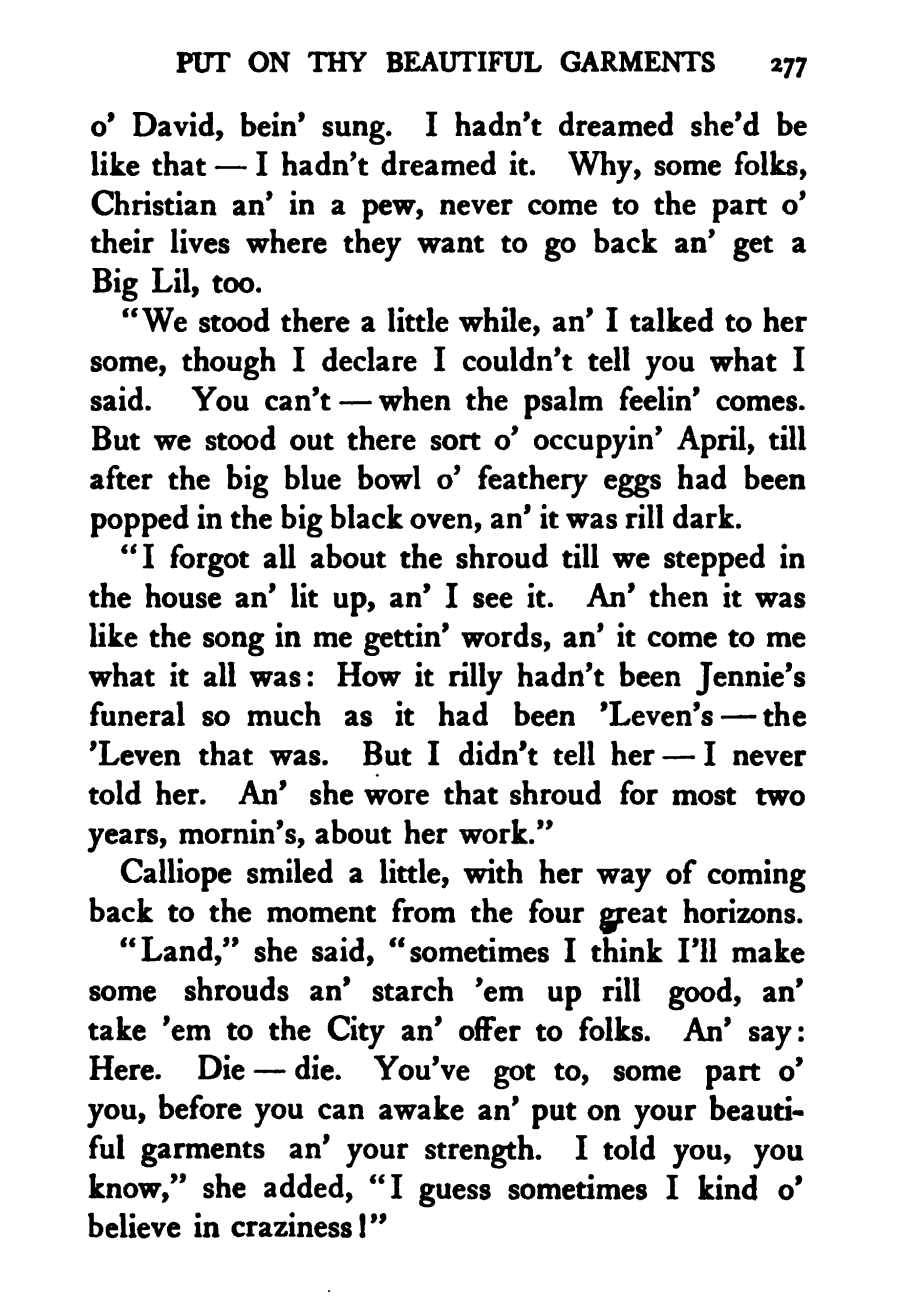 PUT ON THY BEAUTIFUL GARMENTS 277
o' David, bein' sung. I hadn't dreamed she'd be
like that — I hadn't dreamed it. Why, some folks,
Christian an' in a pew, never come to the part o'
their lives where they want to go back an' get a
Big Lil, too.
"We stood there a little while, an' I talked to her
some, though I declare I couldn't tell you what I
said. You can't — when the psalm feelin' comes.
But we stood out there sort o' occupyin' April, till
after the big blue bowl o' feathery eggs had been
popped in the big black oven, an' it was rill dark.
"I forgot all about the shroud till we stepped in
the house an' lit up, an' I see it. An' then it was
like the song in me gettin' words, an' it come to me
what it all was: How it rilly hadn't been Jennie's
funeral so much as it had been 'Leven's — the
'Leven that was. But I didn't tell her — I never
told her. An' she wore that shroud for most two
years, mornin's, about her work."
Calliope smiled a little, with her way of coming
back to the moment from the four great horizons.
"Land," she said, "sometimes I think I'll make
some shrouds an' starch 'em up rill good, an'
take 'em to the City an' offer to folks. An' say:
Here. Die — die. You've got to, some part o'
you, before you can awake an' put on your beauti-
ful garments an' your strength. I told you, you
know," she added, "I guess sometimes I kind o'
believe in craziness!"